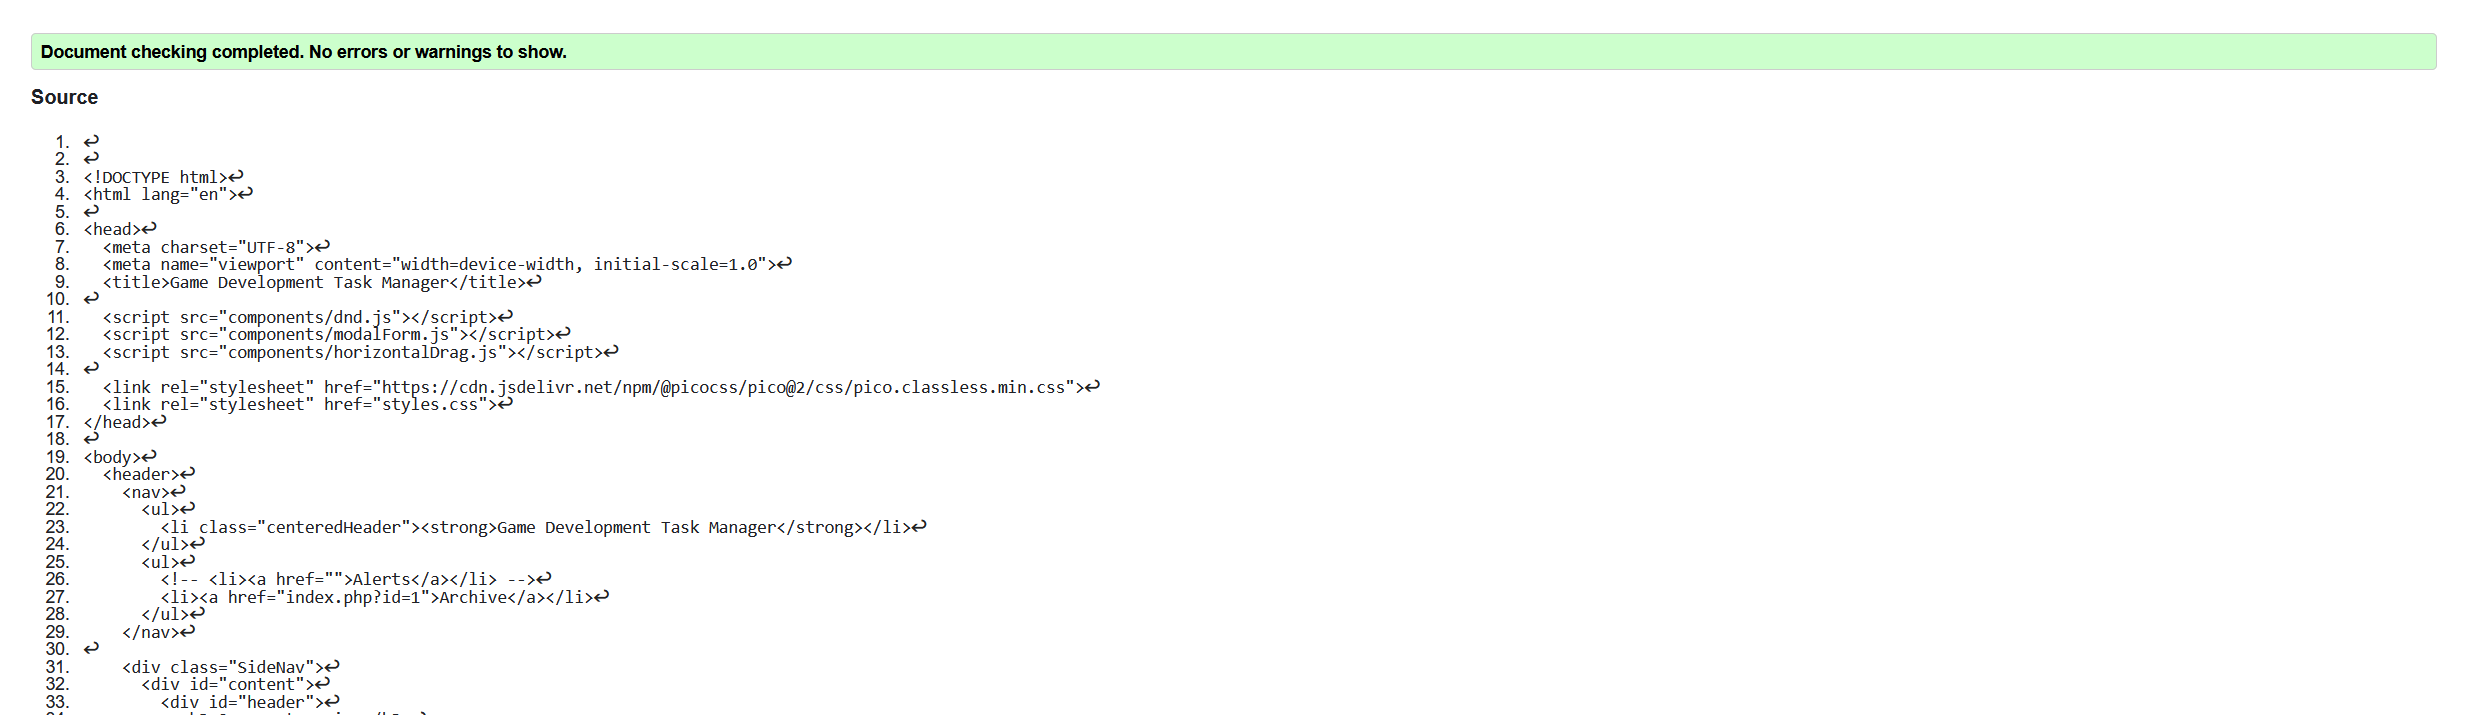 Document checking completed. No errors or warnings to show.
Source
1. ↩
2. ↩
3. <!DOCTYPE html>↩
4. <html lang="en">↩
5. ↩
6. <head>↩
7.   <meta charset="UTF-8">↩
8.   <meta name="viewport" content="width=device-width, initial-scale=1.0">↩
9.   <title>Game Development Task Manager</title>↩
10. ↩
11.   <script src="components/dnd.js"></script>↩
12.   <script src="components/modalForm.js"></script>↩
13.   <script src="components/horizontalDrag.js"></script>↩
14. ↩
15.   <link rel="stylesheet" href="https://cdn.jsdelivr.net/npm/@picocss/pico@2/css/pico.classless.min.css">↩
16.   <link rel="stylesheet" href="styles.css">↩
17. </head>↩
18. ↩
19. <body>↩
20.   <header>↩
21.     <nav>↩
22.       <ul>↩
23.         <li class="centeredHeader"><strong>Game Development Task Manager</strong></li>↩
24.       </ul>↩
25.       <ul>↩
26.         <!-- <li><a href="">Alerts</a></li> -->↩
27.         <li><a href="index.php?id=1">Archive</a></li>↩
28.       </ul>↩
29.     </nav>↩
30. ↩
31.     <div class="SideNav">↩
32.       <div id="content">↩
33.         <div id="header">↩